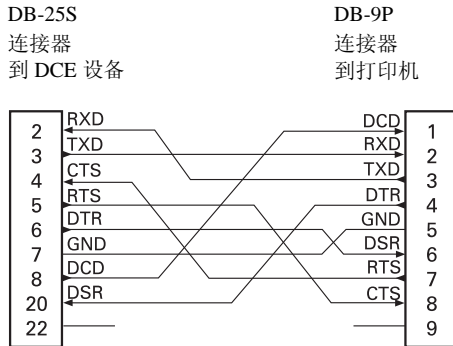 DB-25S
连接器
到 DCE 设备
DB-9P
连接器
到打印机
2 RXD
3 TXD
4 CTS
5 RTS
6 DTR
7 GND
8 DCD
20 DSR
22
DCD 1
RXD 2
TXD 3
DTR 4
GND 5
DSR 6
RTS 7
CTS 8
9